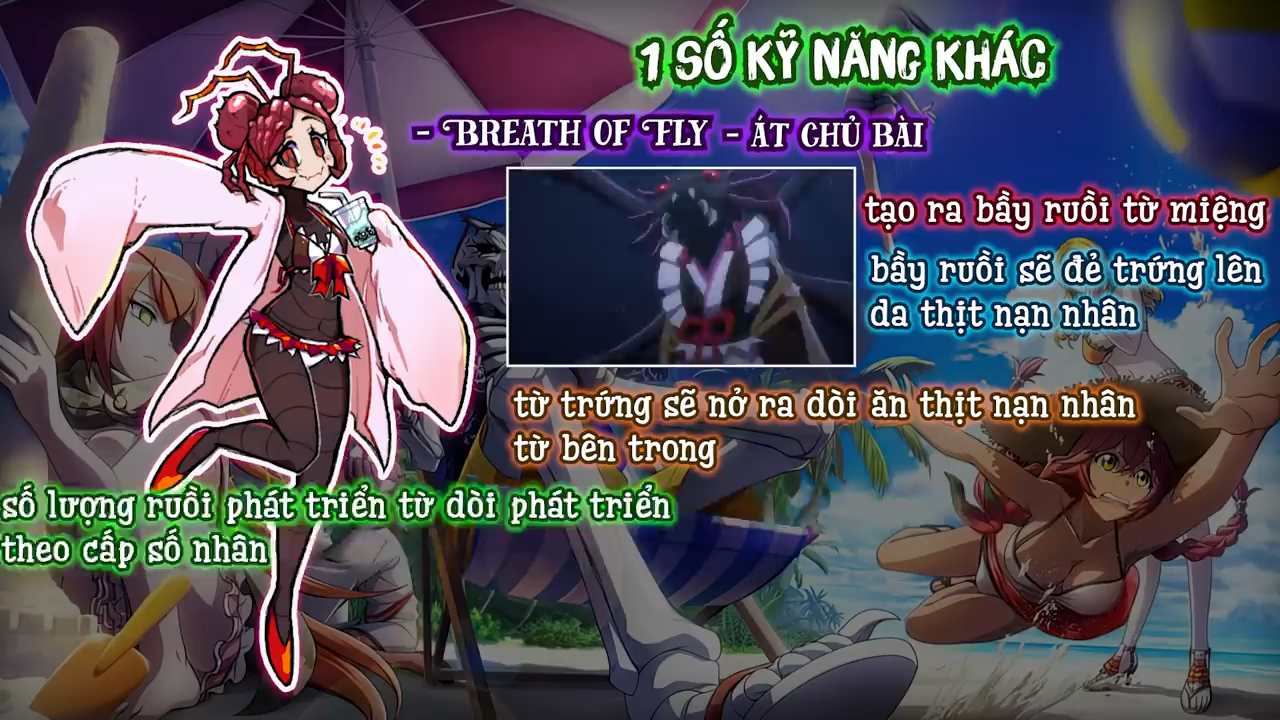 1 SỐ KỸ NĂNG KHÁC
- BREATH OF FLY - ÁT CHỦ BÀI
tạo ra bầy ruồi từ miệng
bầy ruồi sẽ đẻ trứng lên
da thịt nạn nhân
từ trứng sẽ nở ra dòi ăn thịt nạn nhân
từ bên trong
số lượng ruồi phát triển từ dòi phát triển
theo cấp số nhân